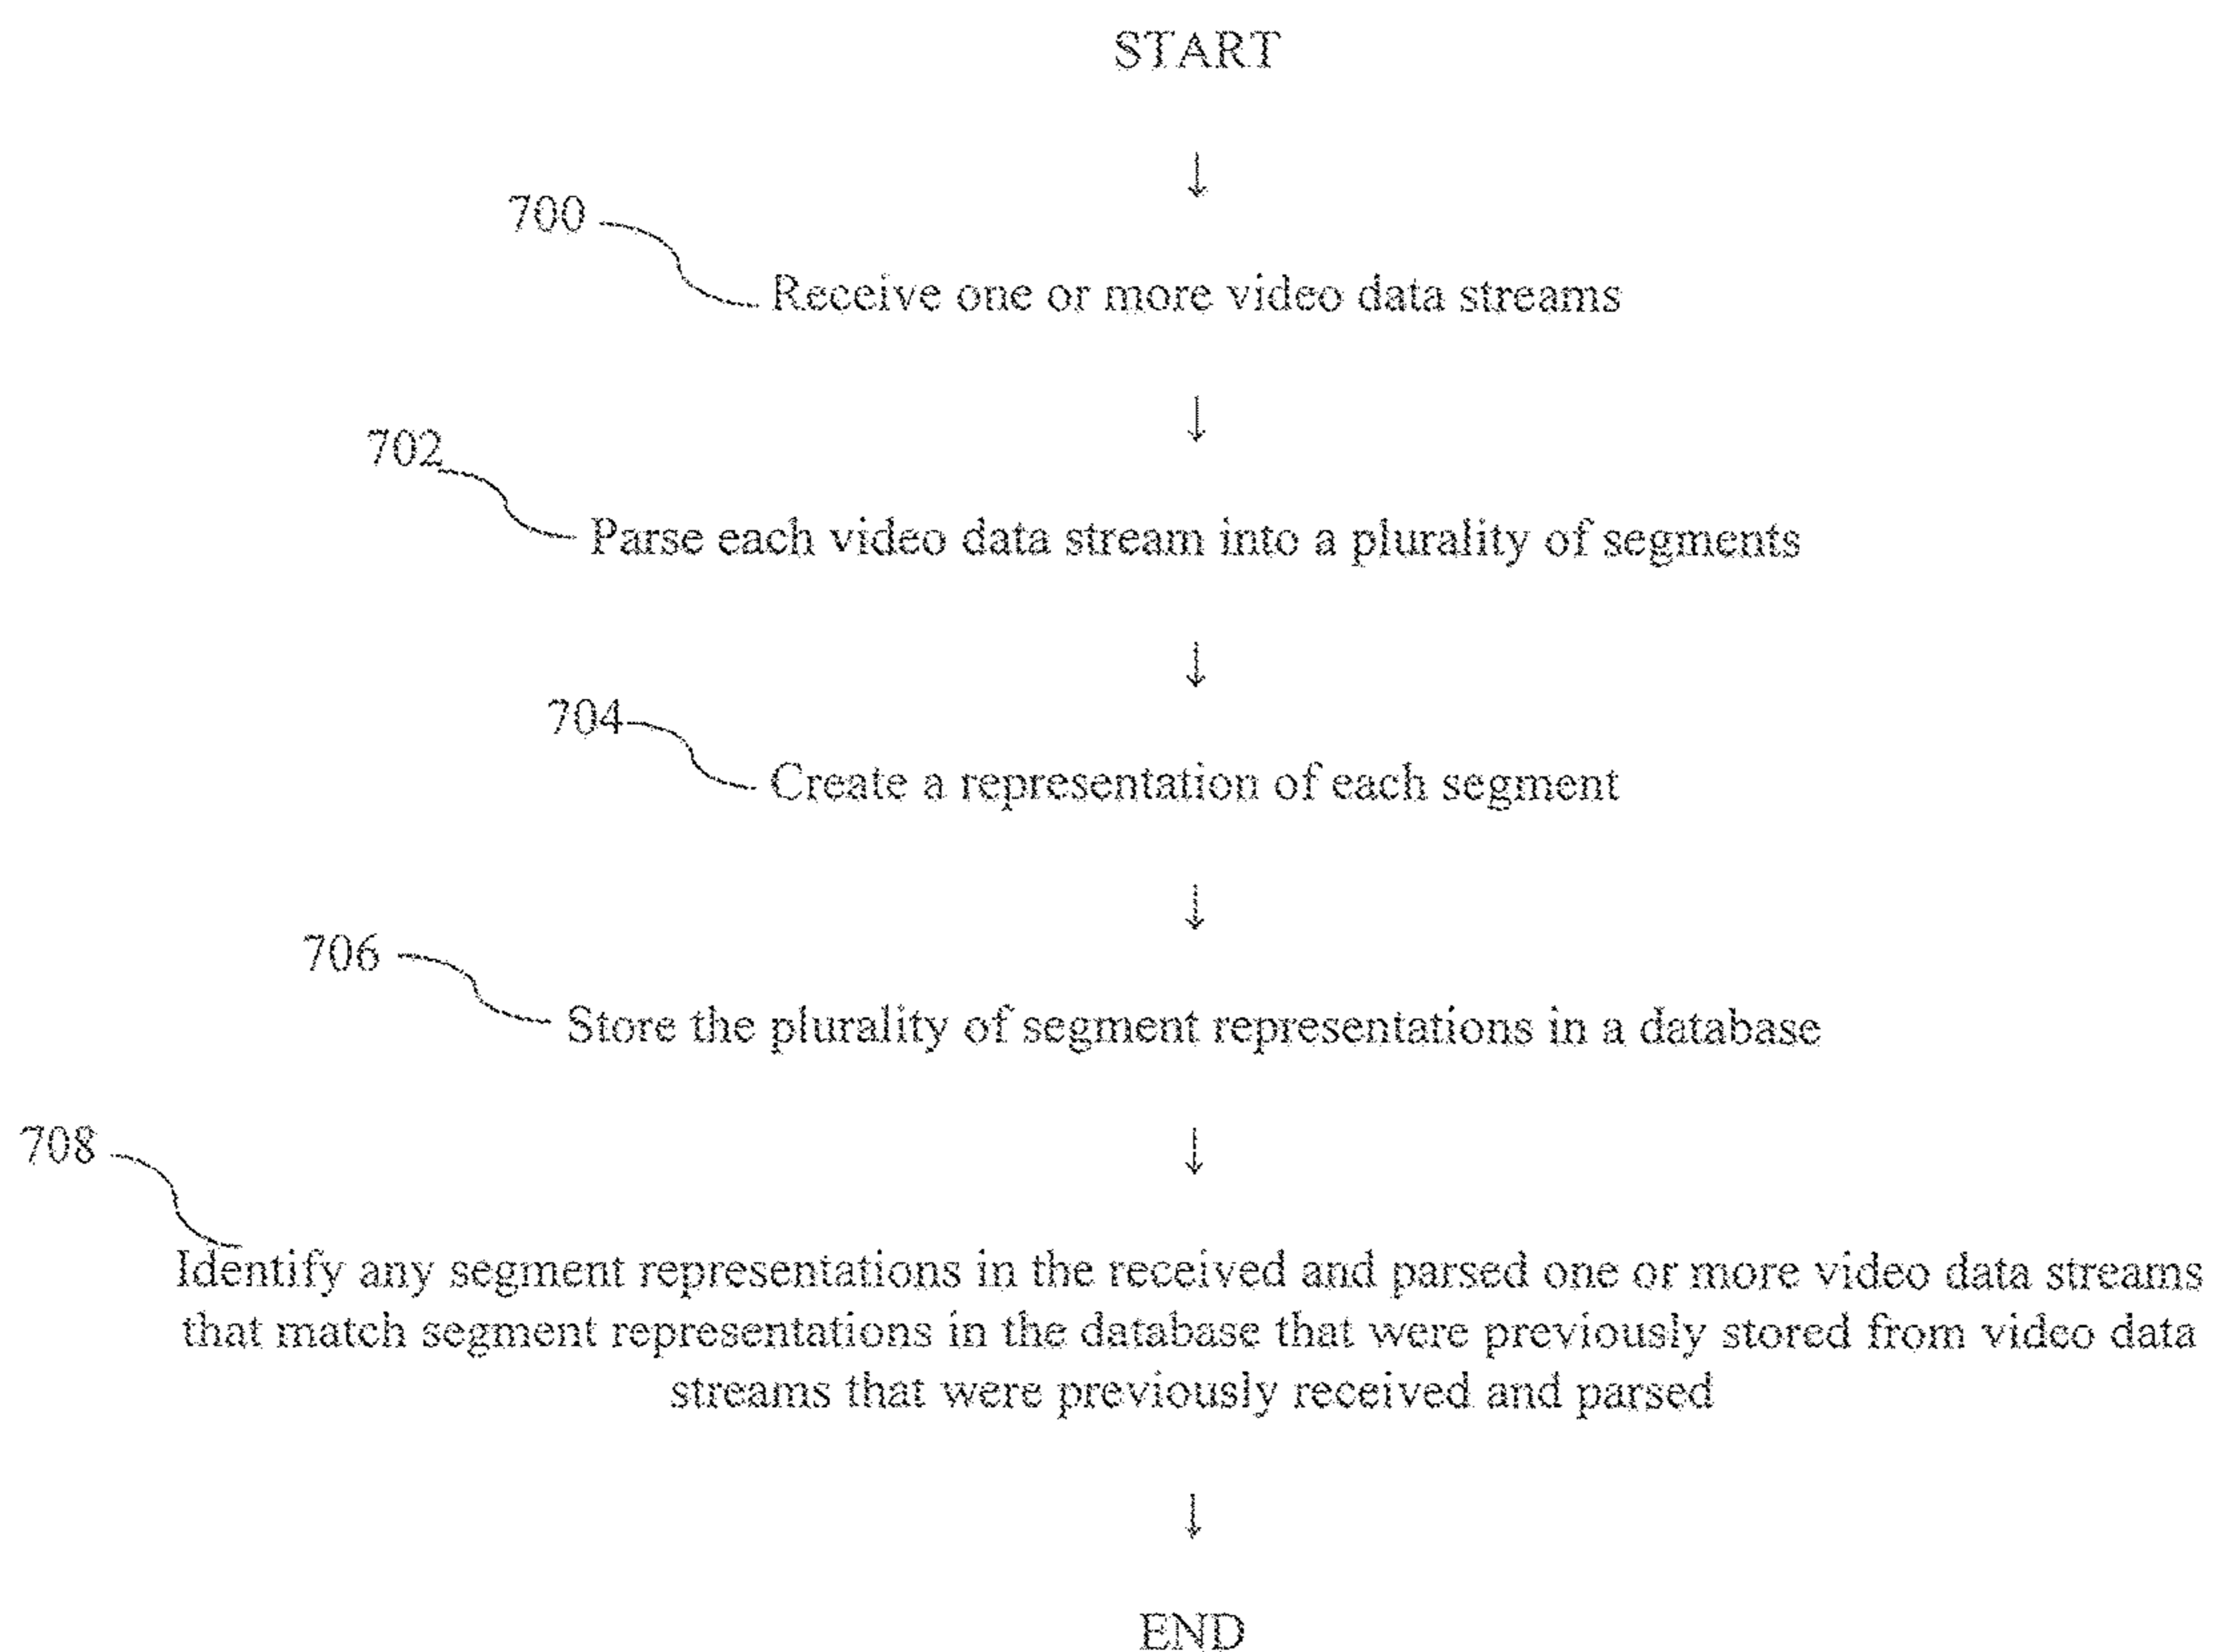 START
↓
700
Receive one or more video data streams
↓
702
Parse each video data stream into a plurality of segments
↓
704
Create a representation of each segment
↓
706
Store the plurality of segment representations in a database
↓
708
Identify any segment representations in the received and parsed one or more video data streams
that match segment representations in the database that were previously stored from video data
streams that were previously received and parsed
↓
END